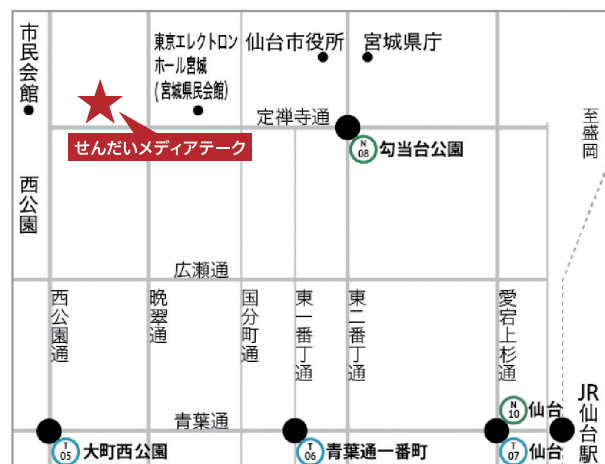 市民会館
東京エレクトロン
ホール宮城
(宮城県民会館)
仙台市役所
宮城県庁
定禅寺通
至盛岡
せんだいメディアテーク
N
08
勾当台公園
西公園
広瀬通
西公園通
晩翠通
国分町通
東一番丁通
東二番丁通
愛宕上杉通
青葉通
N
10
仙台
JR仙台駅
T
05
大町西公園
T
06
青葉通一番町
T
07
仙台